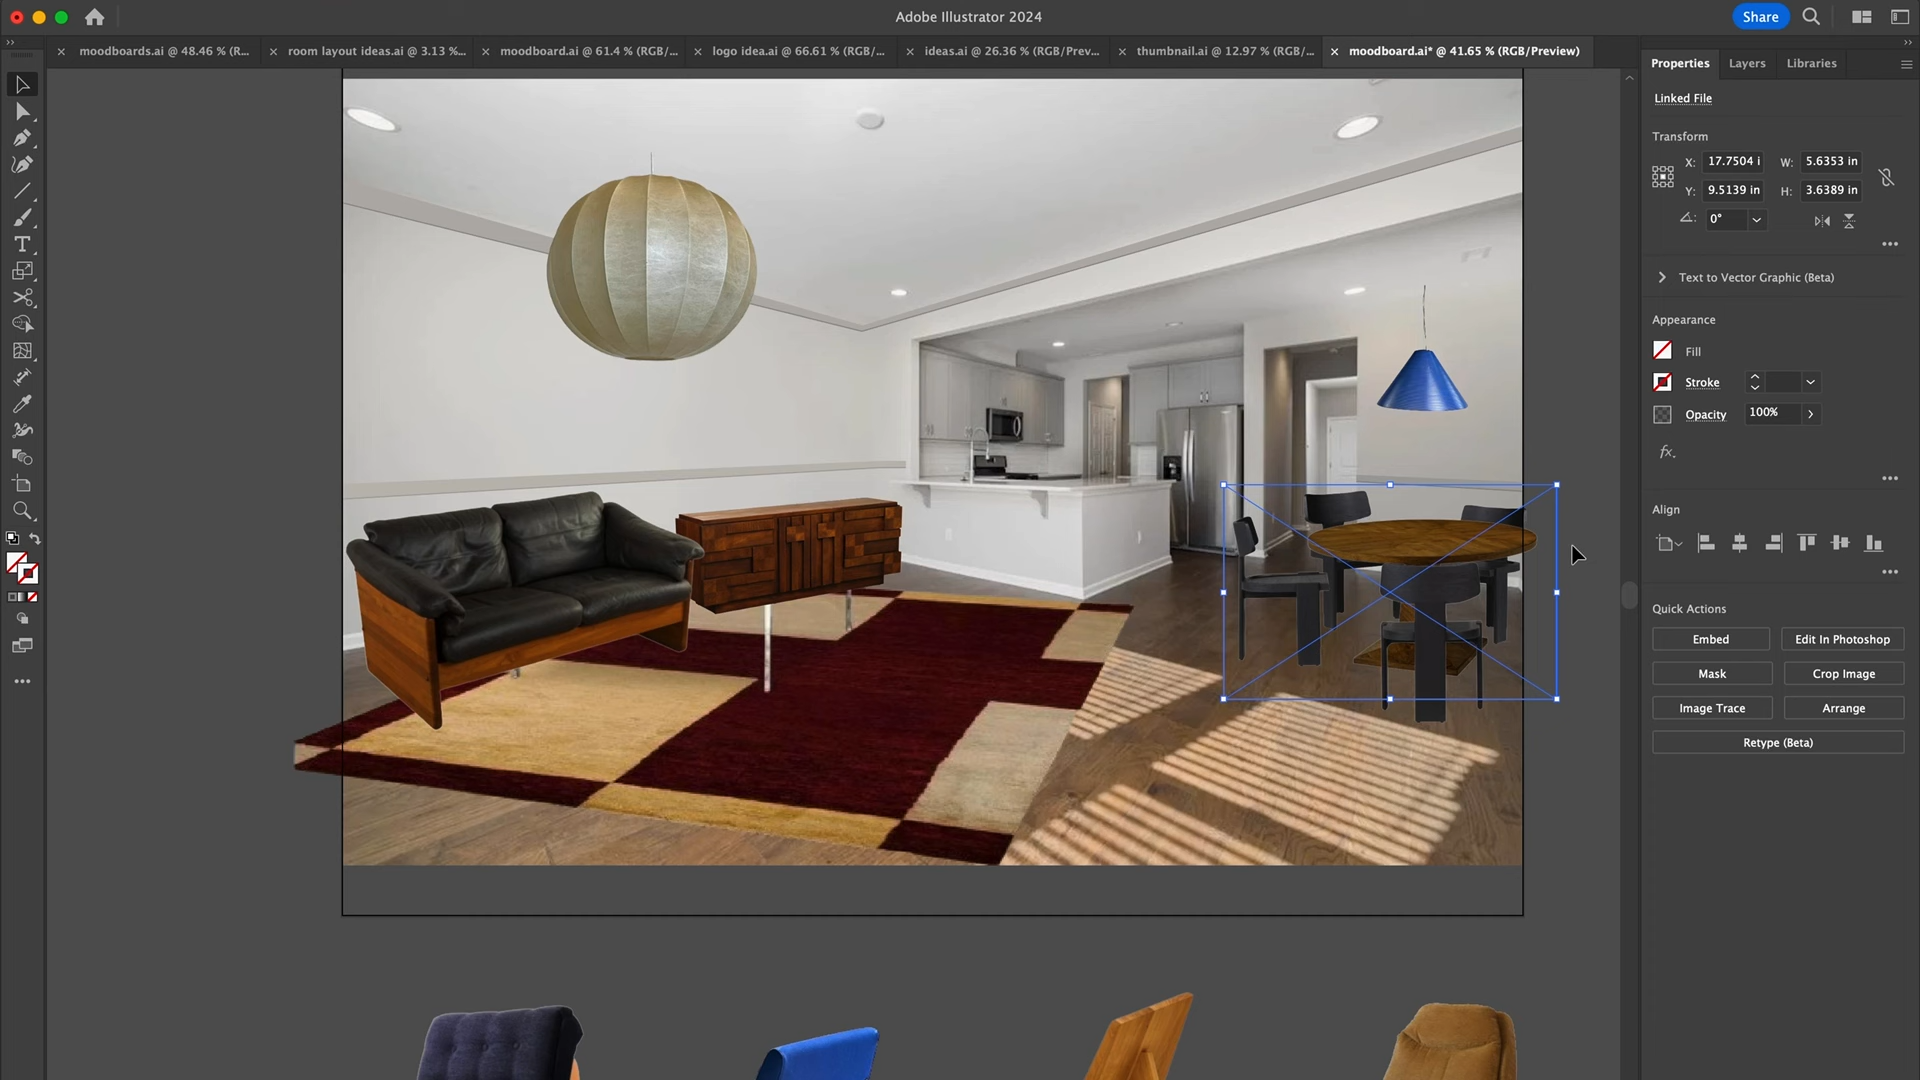 Adobe Illustrator 2024
Share
moodboards.ai @ 48.46 % (R...
room layout ideas.ai @ 3.13 %...
moodboard.ai @ 61.4 % (RGB/...
logo idea.ai @ 66.61 % (RGB/...
ideas.ai @ 26.36 % (RGB/Prev...
thumbnail.ai @ 12.97 % (RGB/...
moodboard.ai* @ 41.65 % (RGB/Preview)
Properties
Layers
Libraries
Linked File
Transform
X: 17.7504 i
W: 5.6353 in
Y: 9.5139 in
H: 3.6389 in
0°
Text to Vector Graphic (Beta)
Appearance
Fill
Stroke
Opacity
100%
fx.
Align
Quick Actions
Embed
Edit In Photoshop
Mask
Crop Image
Image Trace
Arrange
Retype (Beta)